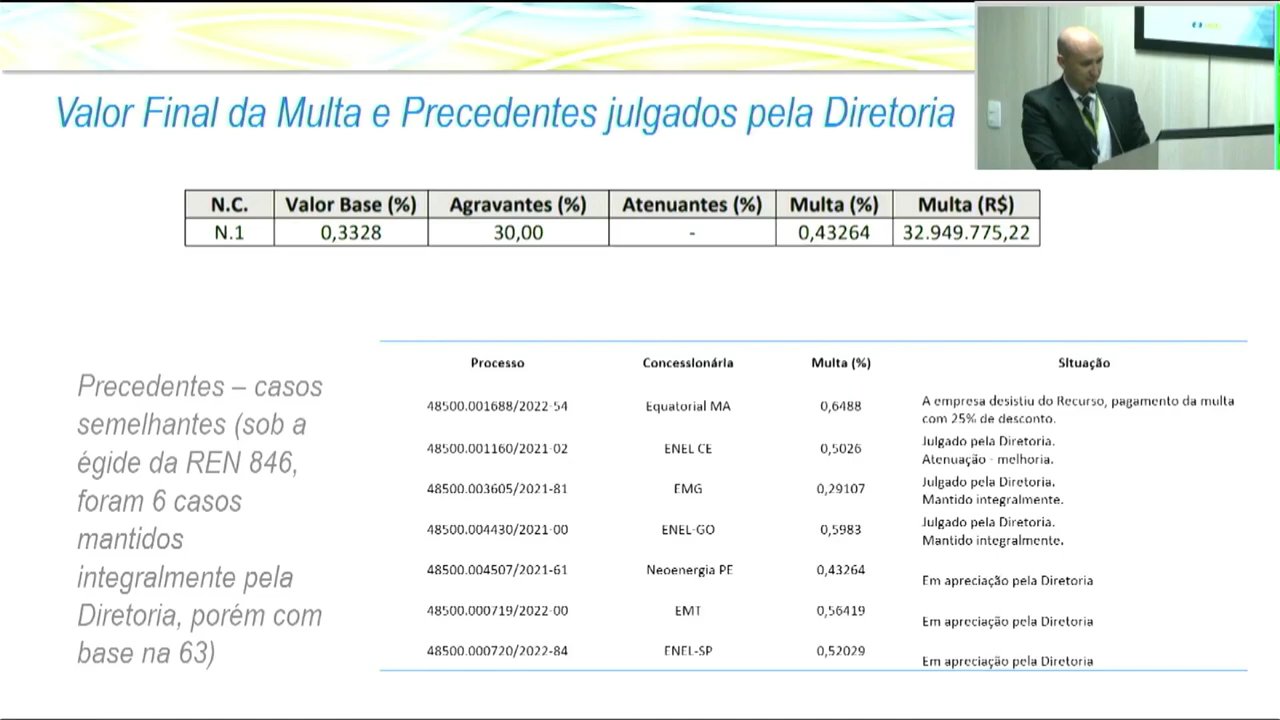 Valor Final da Multa e Precedentes julgados pela Diretoria
N.C. Valor Base (%) Agravantes (%) Atenuantes (%) Multa (%) Multa (R$)
N.1 0,3328 30,00 - 0,43264 32.949.775,22
Precedentes – casos
semelhantes (sob a
égide da REN 846,
foram 6 casos
mantidos
integralmente pela
Diretoria, porém com
base na 63)
Processo Concessionária Multa (%) Situação
48500.001688/2022-54 Equatorial MA 0,6488 A empresa desistiu do Recurso, pagamento da multa
com 25% de desconto.
48500.001160/2021-02 ENEL CE 0,5026 Julgado pela Diretoria.
Atenuação - melhoria.
48500.003605/2021-81 EMG 0,29107 Julgado pela Diretoria.
Mantido integralmente.
48500.004430/2021-00 ENEL-GO 0,5983 Julgado pela Diretoria.
Mantido integralmente.
48500.004507/2021-61 Neoenergia PE 0,43264 Em apreciação pela Diretoria
48500.000719/2022-00 EMT 0,56419 Em apreciação pela Diretoria
48500.000720/2022-84 ENEL-SP 0,52029 Em apreciação pela Diretoria